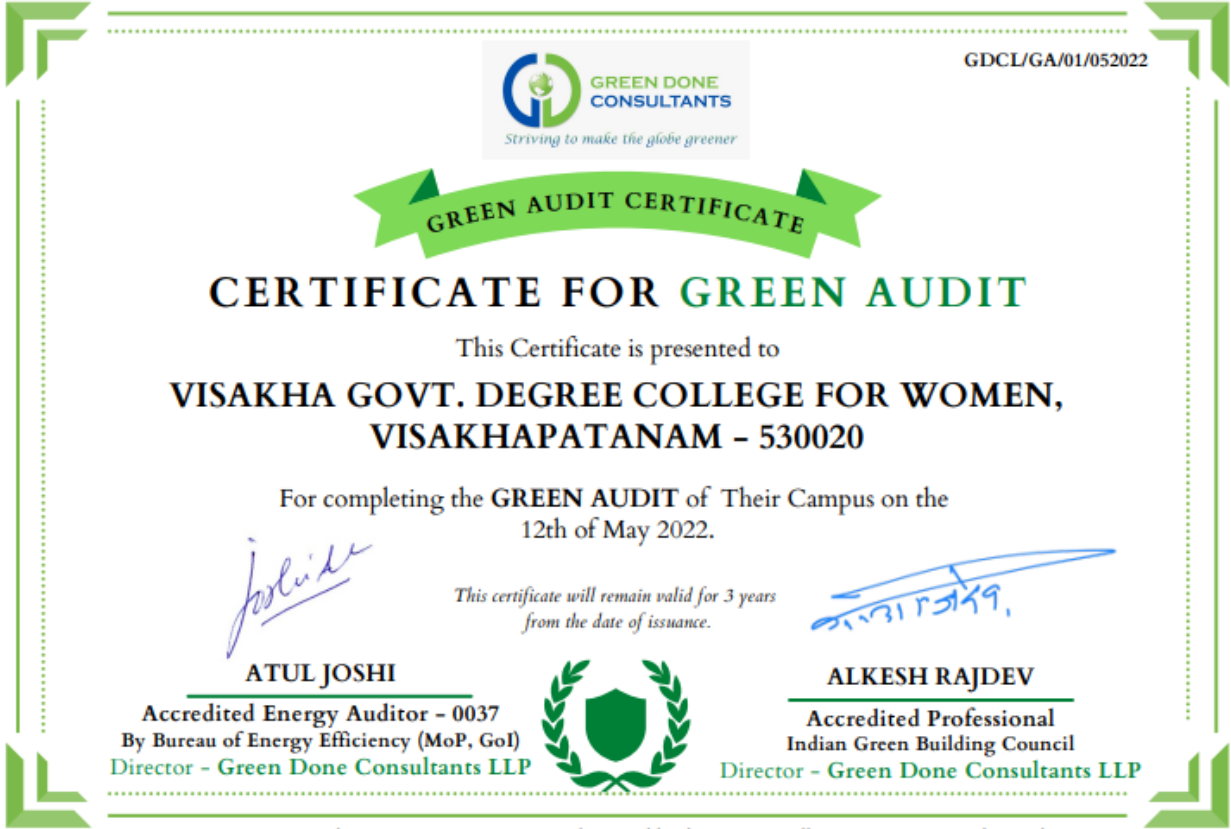 GDCL/GA/01/052022
GREEN DONE
CONSULTANTS
Striving to make the globe greener
GREEN AUDIT CERTIFICATE
CERTIFICATE FOR GREEN AUDIT
This Certificate is presented to
VISAKHA GOVT. DEGREE COLLEGE FOR WOMEN,
VISAKHAPATANAM - 530020
For completing the GREEN AUDIT of Their Campus on the
12th of May 2022.
This certificate will remain valid for 3 years
from the date of issuance.
ATUL JOSHI
Accredited Energy Auditor - 0037
By Bureau of Energy Efficiency (MoP, GoI)
Director - Green Done Consultants LLP
ALKESH RAJDEV
Accredited Professional
Indian Green Building Council
Director - Green Done Consultants LLP